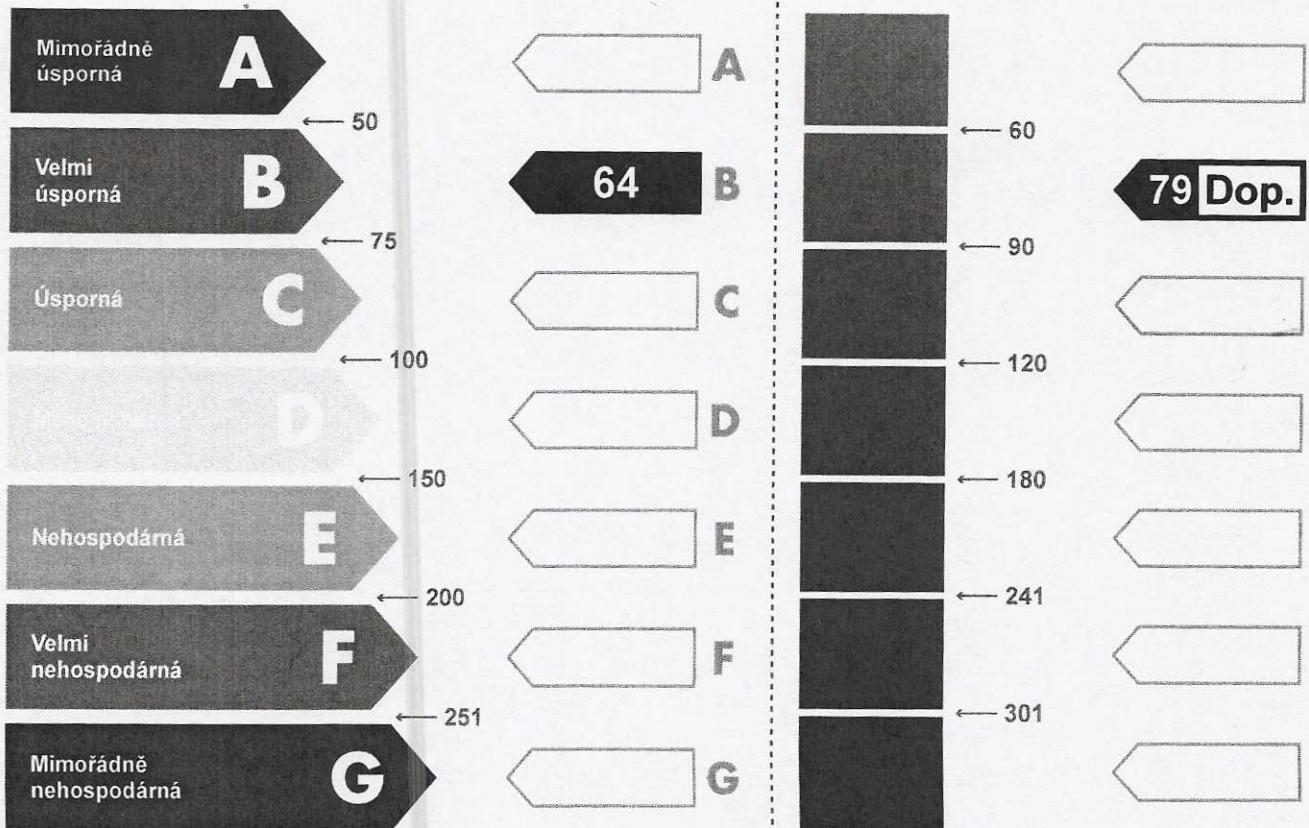 Mimořádně
úsporná
A
A
50
60
Velmi
úsporná
B
64
B
79 Dop.
75
90
Úsporná
C
C
100
120
D
D
150
180
Nehospodárná
E
E
200
241
Velmi
nehospodárná
F
F
251
301
Mimořádně
nehospodárná
G
G